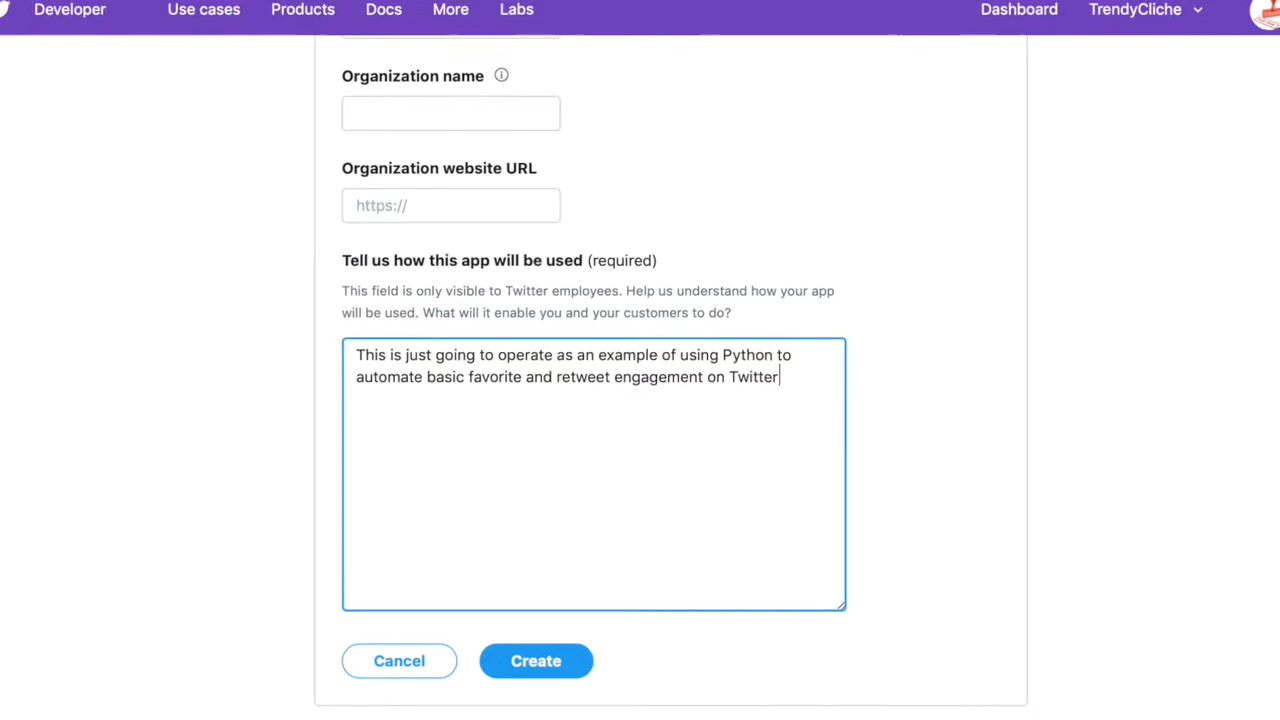 Developer Use cases Products Docs More Labs Dashboard TrendyCliche
Organization name
Organization website URL
https://
Tell us how this app will be used (required)
This field is only visible to Twitter employees. Help us understand how your app
will be used. What will it enable you and your customers to do?
This is just going to operate as an example of using Python to
automate basic favorite and retweet engagement on Twitter
Cancel Create